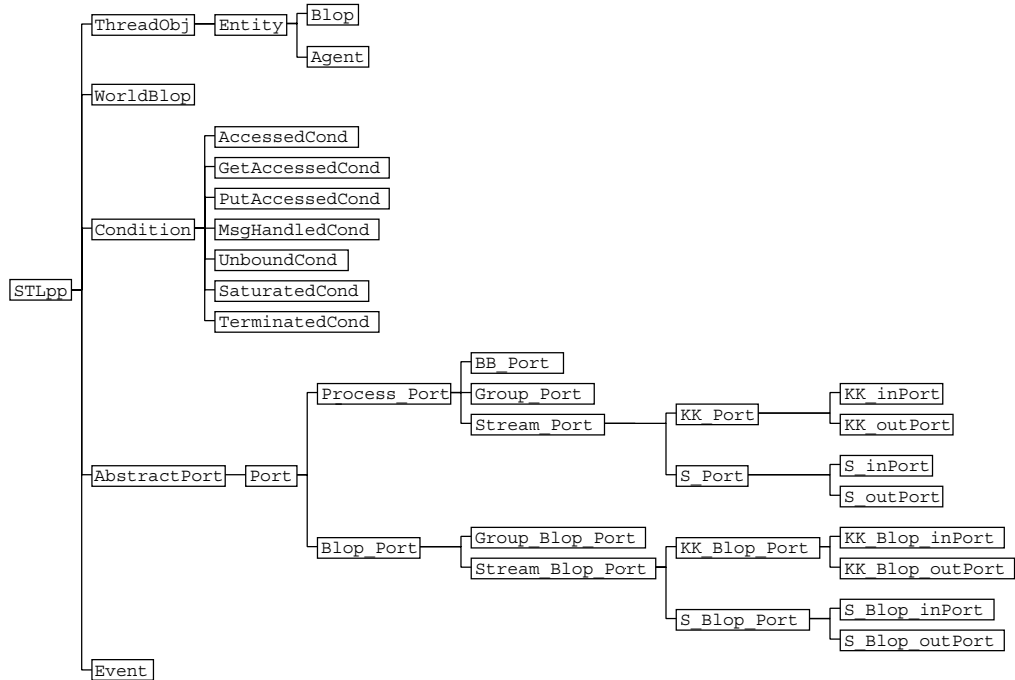 STLpp
ThreadObj
Entity
Blop
Agent
WorldBlop
Condition
AccessedCond
GetAccessedCond
PutAccessedCond
MsgHandledCond
UnboundCond
SaturatedCond
TerminatedCond
AbstractPort
Port
Process_Port
BB_Port
Group_Port
Stream_Port
KK_Port
KK_inPort
KK_outPort
S_Port
S_inPort
S_outPort
Blop_Port
Group_Blop_Port
Stream_Blop_Port
KK_Blop_Port
KK_Blop_inPort
KK_Blop_outPort
S_Blop_Port
S_Blop_inPort
S_Blop_outPort
Event